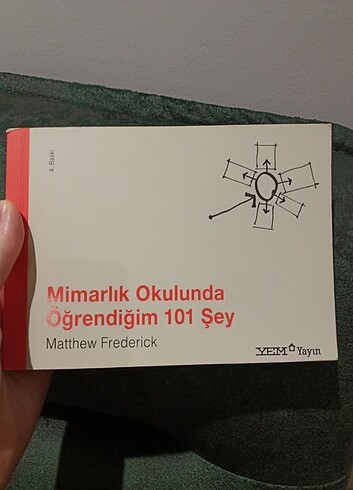 4. Baskı
Mimarlık Okulunda
Öğrendiğim 101 Şey
Matthew Frederick
YEM Yayın